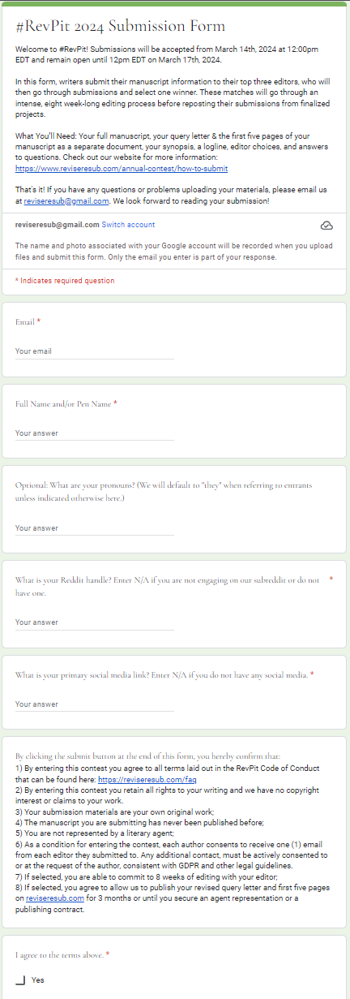 #RevPit 2024 Submission Form
Welcome to #RevPit! Submissions will be accepted from March 14th, 2024 at 12:00pm
EDT and remain open until 12pm EDT on March 17th, 2024.
In this form, writers submit their manuscript information to their top three editors, who will
then go through submissions and select one winner. These matches will go through an
intense, eight week-long editing process before reposting their submissions from finalized
projects.
What You'll Need: Your full manuscript, your query letter & the first five pages of your
manuscript as a separate document, your synopsis, a logline, editor choices, and answers
to questions. Check out our website for more information:
https://www.reviseresub.com/annual-contest/how-to-submit
That's it! If you have any questions or problems uploading your materials, please email us
at reviseresub@gmail.com. We look forward to reading your submission!
reviseresub@gmail.com Switch account
The name and photo associated with your Google account will be recorded when you upload
files and submit this form. Only the email you enter is part of your response.
* Indicates required question
Email *
Your email
Full Name and/or Pen Name *
Your answer
Optional: What are your pronouns? (We will default to "they" when referring to entrants
unless indicated otherwise here.)
Your answer
What is your Reddit handle? Enter N/A if you are not engaging on our subreddit or do not *
have one.
Your answer
What is your primary social media link? Enter N/A if you do not have any social media. *
Your answer
By clicking the submit button at the end of this form, you hereby confirm that:
1) By entering this contest you agree to all terms laid out in the RevPit Code of Conduct
that can be found here: https://reviseresub.com/faq
2) By entering this contest you retain all rights to your writing and we have no copyright
interest or claims to your work.
3) Your submission materials are your own original work;
4) The manuscript you are submitting has never been published before;
5) You are not represented by a literary agent;
6) As a condition for entering the contest, each author consents to receive one (1) email
from each editor they submitted to. Any additional contact, must be actively consented to
or at the request of the author, consistent with GDPR and other legal guidelines.
7) If selected, you are able to commit to 8 weeks of editing with your editor;
8) If selected, you agree to allow us to publish your revised query letter and first five pages
on reviseresub.com for 3 months or until you secure an agent representation or a
publishing contract.
I agree to the terms above. *
Yes